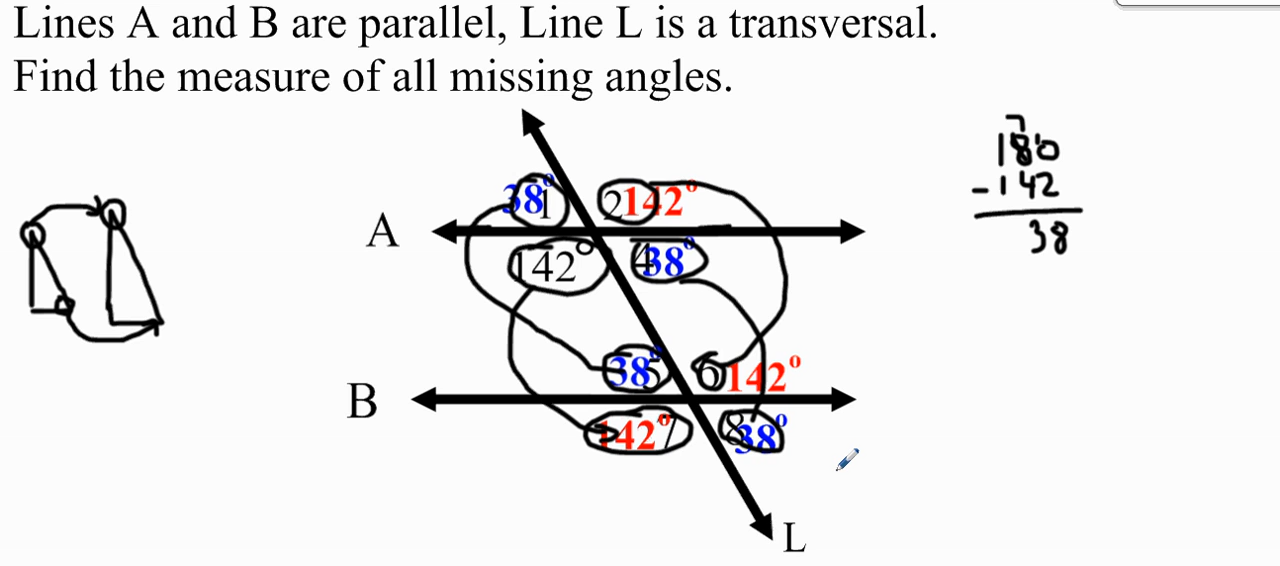 Lines A and B are parallel, Line L is a transversal.
Find the measure of all missing angles.
180
-142
38
7
38° 1 2 142°
A
142° 4 38°
38° 5 6 142°
B
142° 7 8 38°
L